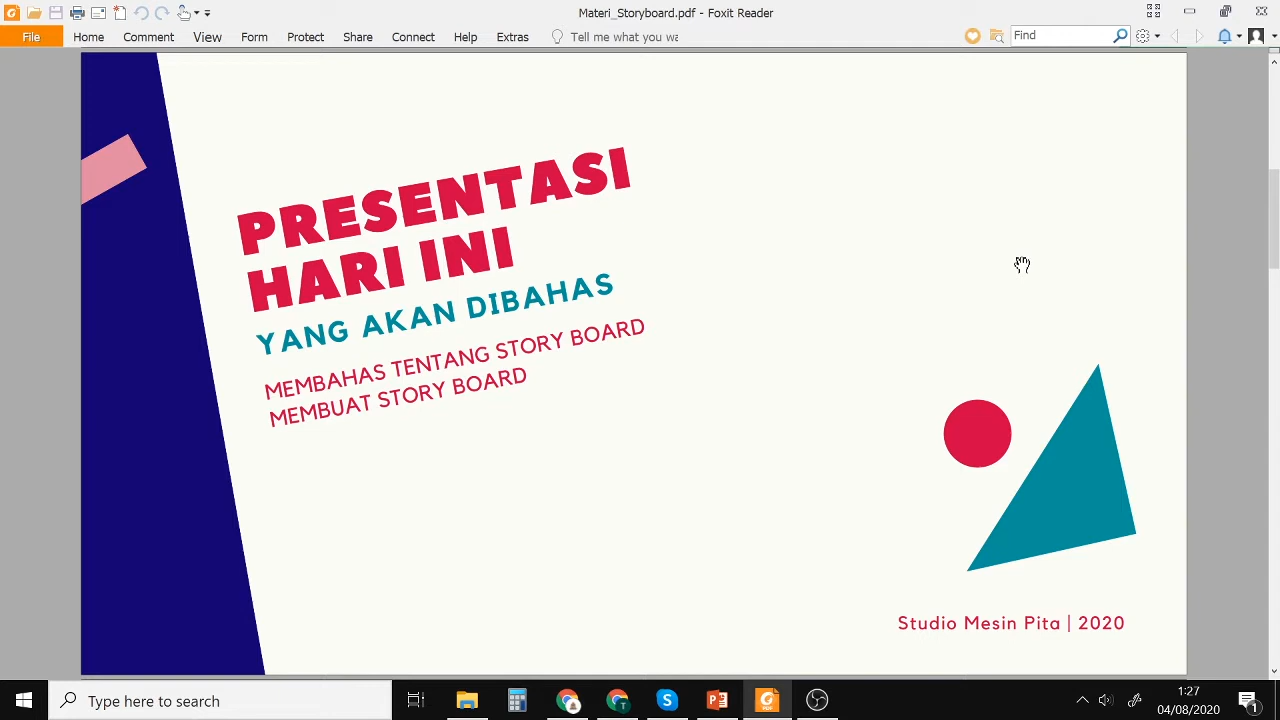 Materi_Storyboard.pdf - Foxit Reader
File Home Comment View Form Protect Share Connect Help Extras Tell me what you wa Find
PRESENTASI
HARI INI
YANG AKAN DIBAHAS
MEMBAHAS TENTANG STORY BOARD
MEMBUAT STORY BOARD
Studio Mesin Pita | 2020
Type here to search
1:27
04/08/2020
1